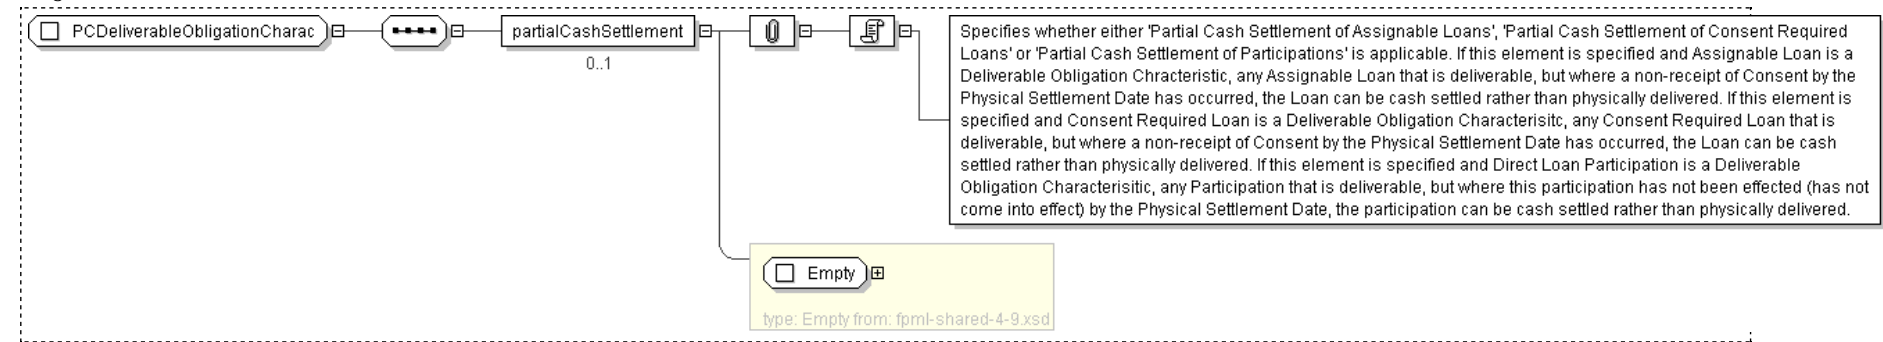 PCDeliverableObligationCharac
partialCashSettlement
0..1
Specifies whether either 'Partial Cash Settlement of Assignable Loans', 'Partial Cash Settlement of Consent Required
Loans' or 'Partial Cash Settlement of Participations' is applicable. If this element is specified and Assignable Loan is a
Deliverable Obligation Chracteristic, any Assignable Loan that is deliverable, but where a non-receipt of Consent by the
Physical Settlement Date has occurred, the Loan can be cash settled rather than physically delivered. If this element is
specified and Consent Required Loan is a Deliverable Obligation Characterisitc, any Consent Required Loan that is
deliverable, but where a non-receipt of Consent by the Physical Settlement Date has occurred, the Loan can be cash
settled rather than physically delivered. If this element is specified and Direct Loan Participation is a Deliverable
Obligation Characterisitic, any Participation that is deliverable, but where this participation has not been effected (has not
come into effect) by the Physical Settlement Date, the participation can be cash settled rather than physically delivered.
Empty
type: Empty from: fpml-shared-4-9.xsd